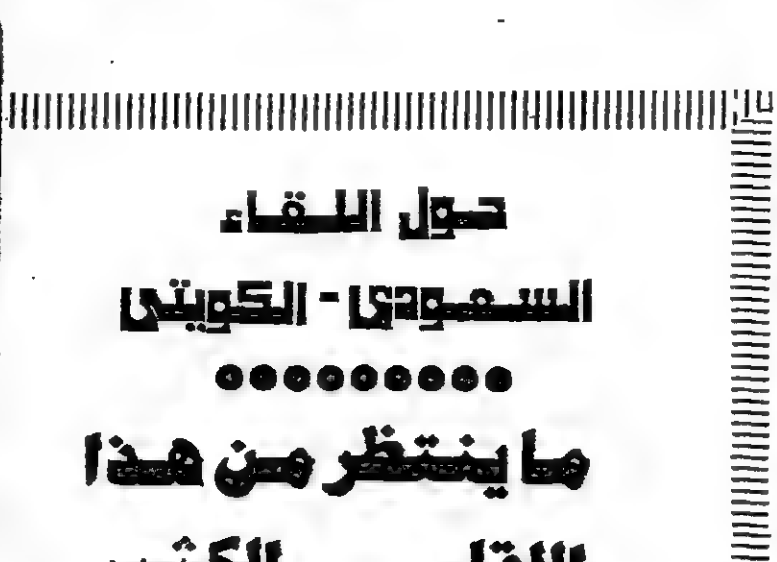 حول اللقاء
السعودي - الكويتي
ما ينتظر من هذا